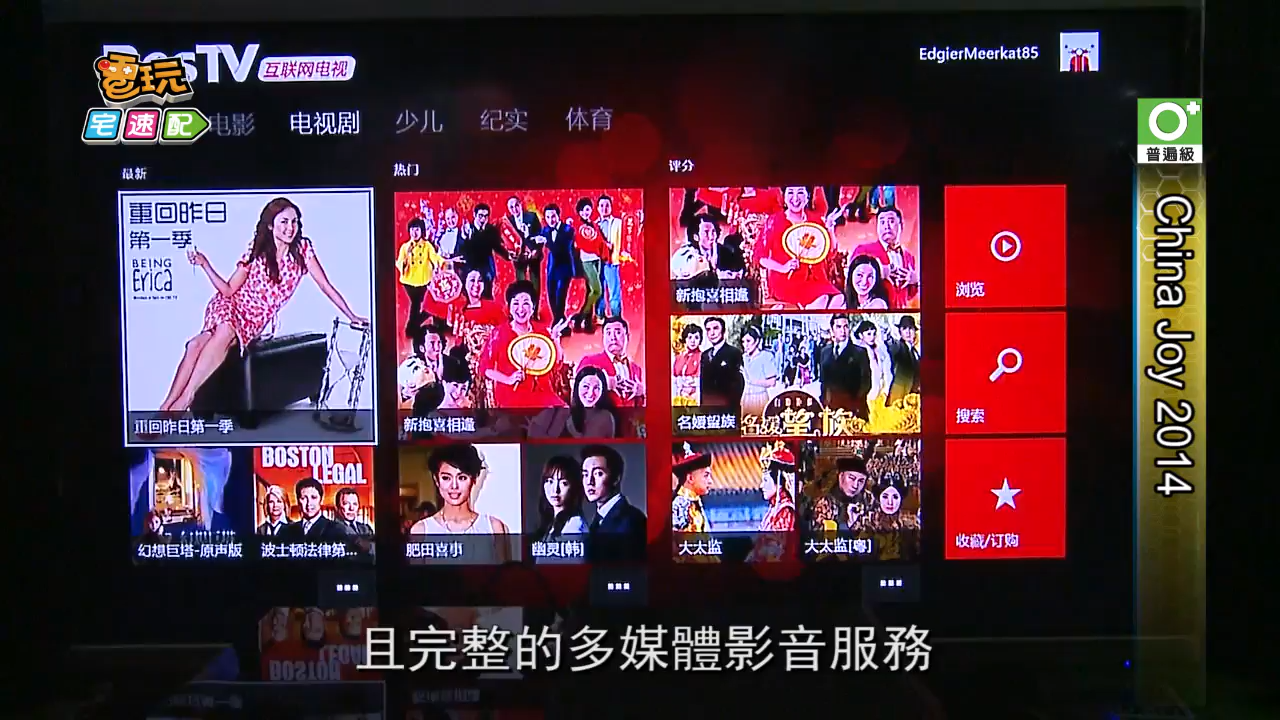 BesTV 互联网电视
EdgierMeerkat85
電玩
宅速配
电影 电视剧 少儿 纪实 体育
普遍級
China Joy 2014
最新
热门
评分
重回昨日
第一季
BEING
Erica
重回昨日第一季
幻想巨塔-原声版
BOSTON
LEGAL
波士顿法律第...
新抱喜相逢
肥田喜事
幽灵[韩]
新抱喜相逢
名媛望族
名媛望族
大太监
大太监[粤]
浏览
搜索
收藏/订购
且完整的多媒體影音服務